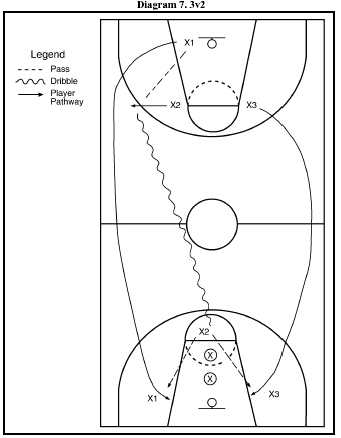 Diagram 7. 3v2
Legend
Pass
Dribble
Player
Pathway
X1
X2
X3
X2
X
X
X1
X3